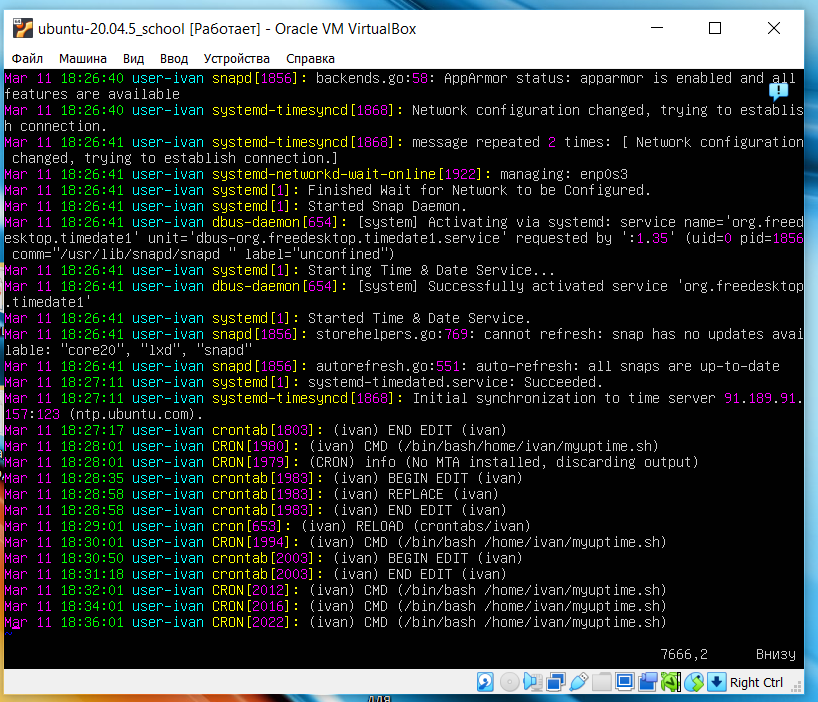 ubuntu-20.04.5_school [Работает] - Oracle VM VirtualBox
Файл Машина Вид Ввод Устройства Справка
Mar 11 18:26:40 user-ivan snapd[1856]: backends.go:58: AppArmor status: apparmor is enabled and all
features are available
Mar 11 18:26:40 user-ivan systemd-timesyncd[1868]: Network configuration changed, trying to establis
h connection.
Mar 11 18:26:41 user-ivan systemd-timesyncd[1868]: message repeated 2 times: [ Network configuration
 changed, trying to establish connection.]
Mar 11 18:26:41 user-ivan systemd-networkd-wait-online[1922]: managing: enp0s3
Mar 11 18:26:41 user-ivan systemd[1]: Finished Wait for Network to be Configured.
Mar 11 18:26:41 user-ivan systemd[1]: Started Snap Daemon.
Mar 11 18:26:41 user-ivan dbus-daemon[654]: [system] Activating via systemd: service name='org.freed
esktop.timedate1' unit='dbus-org.freedesktop.timedate1.service' requested by ':1.35' (uid=0 pid=1856
 comm="/usr/lib/snapd/snapd " label="unconfined")
Mar 11 18:26:41 user-ivan systemd[1]: Starting Time & Date Service...
Mar 11 18:26:41 user-ivan dbus-daemon[654]: [system] Successfully activated service 'org.freedesktop
.timedate1'
Mar 11 18:26:41 user-ivan systemd[1]: Started Time & Date Service.
Mar 11 18:26:41 user-ivan snapd[1856]: storehelpers.go:769: cannot refresh: snap has no updates avai
lable: "core20", "lxd", "snapd"
Mar 11 18:26:41 user-ivan snapd[1856]: autorefresh.go:551: auto-refresh: all snaps are up-to-date
Mar 11 18:27:11 user-ivan systemd[1]: systemd-timedated.service: Succeeded.
Mar 11 18:27:11 user-ivan systemd-timesyncd[1868]: Initial synchronization to time server 91.189.91.
157:123 (ntp.ubuntu.com).
Mar 11 18:27:17 user-ivan crontab[1803]: (ivan) END EDIT (ivan)
Mar 11 18:28:01 user-ivan CRON[1980]: (ivan) CMD (/bin/bash/home/ivan/myuptime.sh)
Mar 11 18:28:01 user-ivan CRON[1979]: (CRON) info (No MTA installed, discarding output)
Mar 11 18:28:35 user-ivan crontab[1983]: (ivan) BEGIN EDIT (ivan)
Mar 11 18:28:58 user-ivan crontab[1983]: (ivan) REPLACE (ivan)
Mar 11 18:28:58 user-ivan crontab[1983]: (ivan) END EDIT (ivan)
Mar 11 18:29:01 user-ivan cron[653]: (ivan) RELOAD (crontabs/ivan)
Mar 11 18:30:01 user-ivan CRON[1994]: (ivan) CMD (/bin/bash /home/ivan/myuptime.sh)
Mar 11 18:30:50 user-ivan crontab[2003]: (ivan) BEGIN EDIT (ivan)
Mar 11 18:31:18 user-ivan crontab[2003]: (ivan) END EDIT (ivan)
Mar 11 18:32:01 user-ivan CRON[2012]: (ivan) CMD (/bin/bash /home/ivan/myuptime.sh)
Mar 11 18:34:01 user-ivan CRON[2016]: (ivan) CMD (/bin/bash /home/ivan/myuptime.sh)
Mar 11 18:36:01 user-ivan CRON[2022]: (ivan) CMD (/bin/bash /home/ivan/myuptime.sh)
~
7666,2 Внизу
Right Ctrl